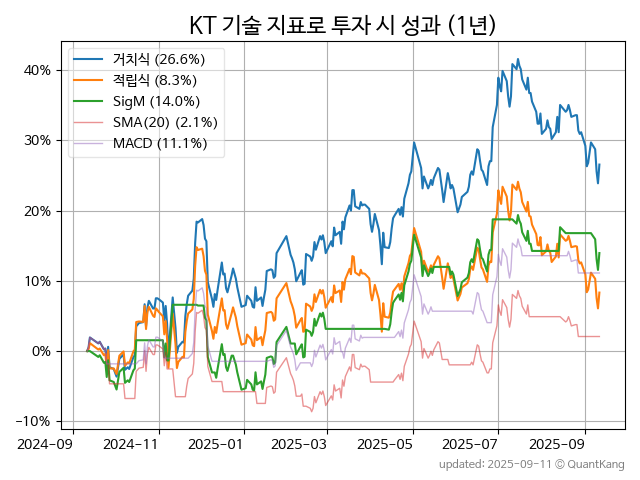 KT 기술 지표로 투자 시 성과 (1년)
거치식 (26.6%)
적립식 (8.3%)
SigM (14.0%)
SMA(20) (2.1%)
MACD (11.1%)
40%
30%
20%
10%
0%
−10%
2024-09 2024-11 2025-01 2025-03 2025-05 2025-07 2025-09
updated: 2025-09-11 © QuantKang